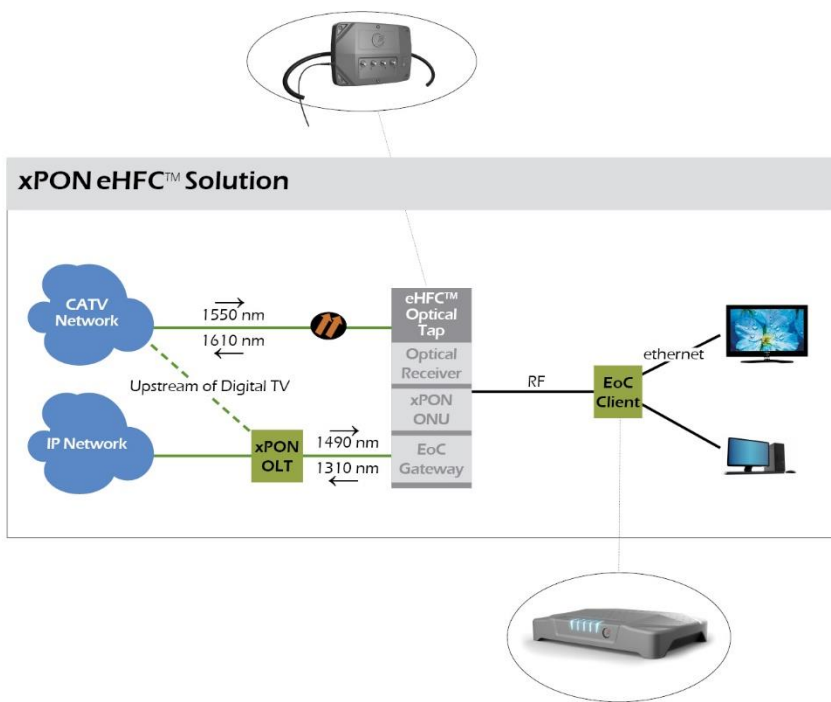 xPON eHFC™ Solution
CATV
Network
1550 nm
1610 nm
eHFC™
Optical
Tap
Optical
Receiver
xPON
ONU
EoC
Gateway
Upstream of Digital TV
IP Network
xPON
OLT
1490 nm
1310 nm
RF
EoC
Client
ethernet